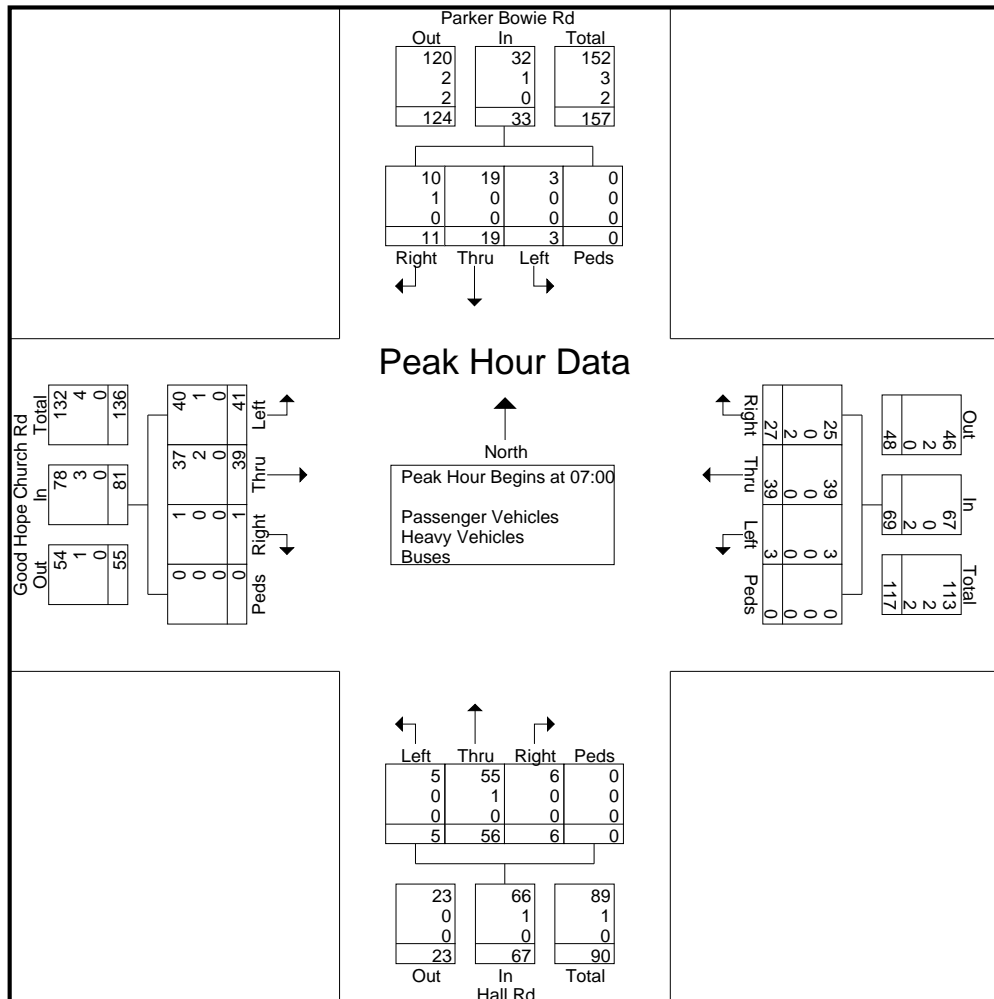 Parker Bowie Rd
Out In Total
120 32 152
2 1 3
2 0 2
124 33 157
10 19 3 0
1 0 0 0
0 0 0 0
11 19 3 0
Right Thru Left Peds
Peak Hour Data
North
Peak Hour Begins at 07:00
Passenger Vehicles
Heavy Vehicles
Buses
Good Hope Church Rd
Out In Total
54 78 132
1 3 4
0 0 0
55 81 136
0 1 37 40
0 0 2 1
0 0 0 0
0 1 39 41
Peds Right Thru Left
Out In Total
46 67 113
2 0 2
0 2 2
48 69 117
25 39 3 0
0 0 0 0
2 0 0 0
27 39 3 0
Right Thru Left Peds
Left Thru Right Peds
5 55 6 0
0 1 0 0
0 0 0 0
5 56 6 0
23 66 89
0 1 1
0 0 0
23 67 90
Out In Total
Hall Rd